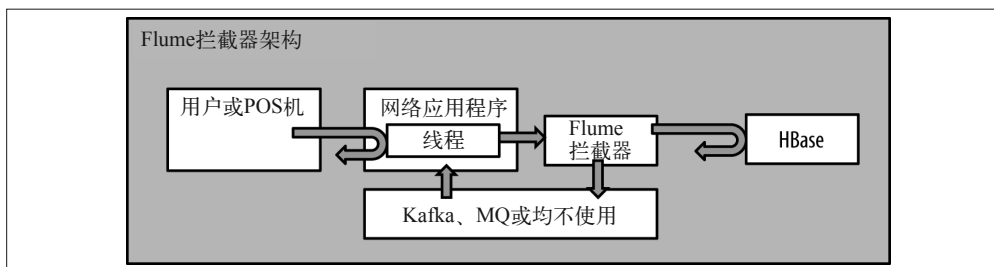 Flume拦截器架构
用户或POS机
网络应用程序
线程
Flume
拦截器
HBase
Kafka、MQ或均不使用